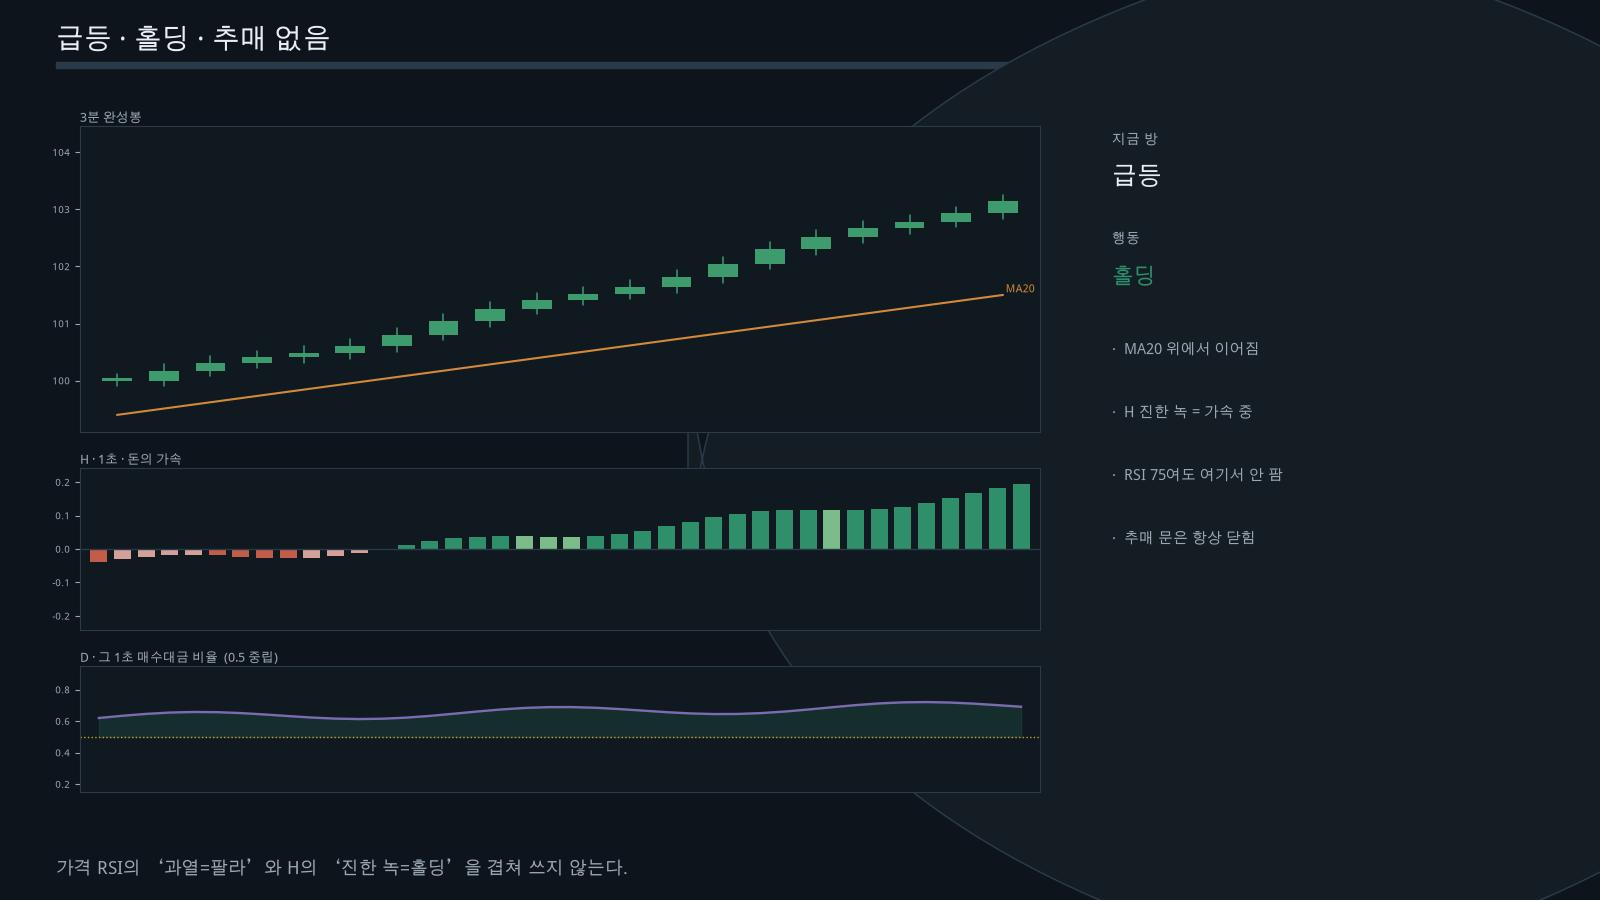 급등 · 홀딩 · 추매 없음
3분 완성봉
104
103
102
101
100
MA20
H · 1초 · 돈의 가속
0.2
0.1
0.0
-0.1
-0.2
D · 그 1초 매수대금 비율 (0.5 중립)
0.8
0.6
0.4
0.2
지금 방
급등
행동
홀딩
· MA20 위에서 이어짐
· H 진한 녹 = 가속 중
· RSI 75여도 여기서 안 팜
· 추매 문은 항상 닫힘
가격 RSI의 ‘과열=팔라’와 H의 ‘진한 녹=홀딩’을 겹쳐 쓰지 않는다.